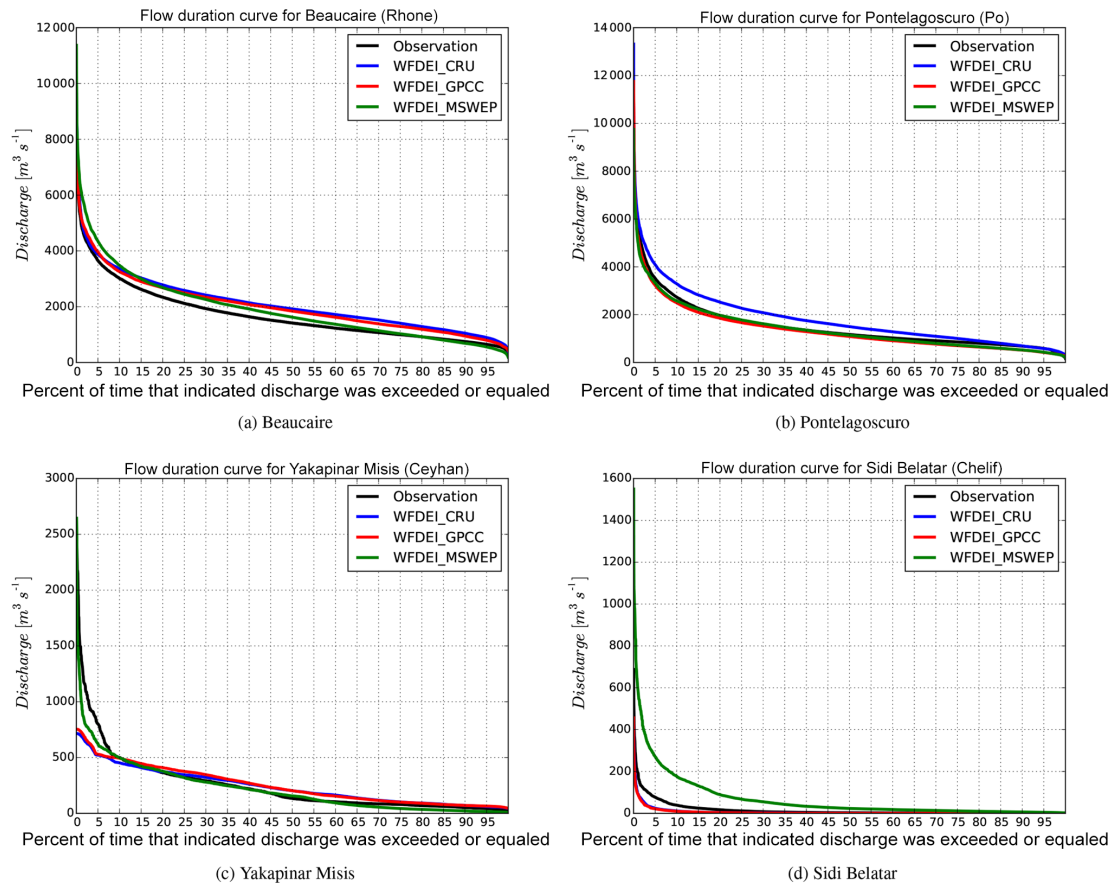 Flow duration curve for Beaucaire (Rhone)
12000
10000
8000
6000
4000
2000
0
Discharge [m³ s⁻¹]
Observation
WFDEI_CRU
WFDEI_GPCC
WFDEI_MSWEP
0 5 10 15 20 25 30 35 40 45 50 55 60 65 70 75 80 85 90 95
Percent of time that indicated discharge was exceeded or equaled
(a) Beaucaire
Flow duration curve for Pontelagoscuro (Po)
14000
12000
10000
8000
6000
4000
2000
0
Discharge [m³ s⁻¹]
Observation
WFDEI_CRU
WFDEI_GPCC
WFDEI_MSWEP
0 5 10 15 20 25 30 35 40 45 50 55 60 65 70 75 80 85 90 95
Percent of time that indicated discharge was exceeded or equaled
(b) Pontelagoscuro
Flow duration curve for Yakapinar Misis (Ceyhan)
3000
2500
2000
1500
1000
500
0
Discharge [m³ s⁻¹]
Observation
WFDEI_CRU
WFDEI_GPCC
WFDEI_MSWEP
0 5 10 15 20 25 30 35 40 45 50 55 60 65 70 75 80 85 90 95
Percent of time that indicated discharge was exceeded or equaled
(c) Yakapinar Misis
Flow duration curve for Sidi Belatar (Chelif)
1600
1400
1200
1000
800
600
400
200
0
Discharge [m³ s⁻¹]
Observation
WFDEI_CRU
WFDEI_GPCC
WFDEI_MSWEP
0 5 10 15 20 25 30 35 40 45 50 55 60 65 70 75 80 85 90 95
Percent of time that indicated discharge was exceeded or equaled
(d) Sidi Belatar